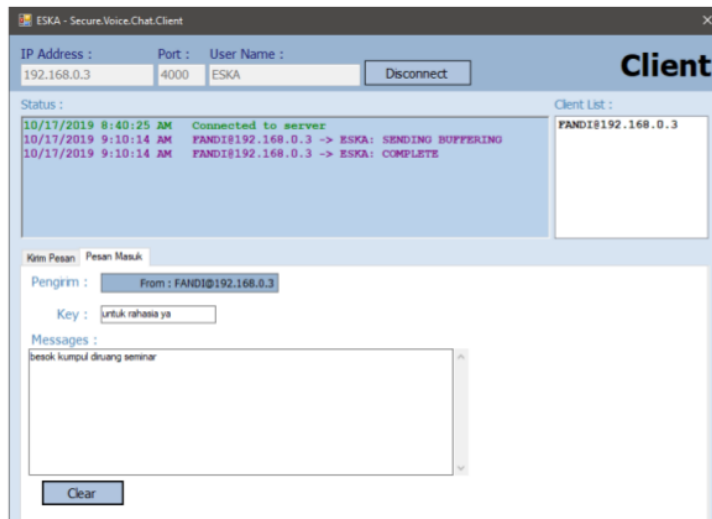 ESKA - Secure.Voice.Chat.Client
IP Address : Port : User Name :
192.168.0.3 4000 ESKA Disconnect Client
Status : Client List :
10/17/2019 8:40:25 AM Connected to server
10/17/2019 9:10:14 AM FANDI@192.168.0.3 -> ESKA: SENDING BUFFERING
10/17/2019 9:10:14 AM FANDI@192.168.0.3 -> ESKA: COMPLETE
FANDI@192.168.0.3
Kirim Pesan Pesan Masuk
Pengirim : From : FANDI@192.168.0.3
Key : untuk rahasia ya
Messages :
besok kumpul diruang seminar
Clear